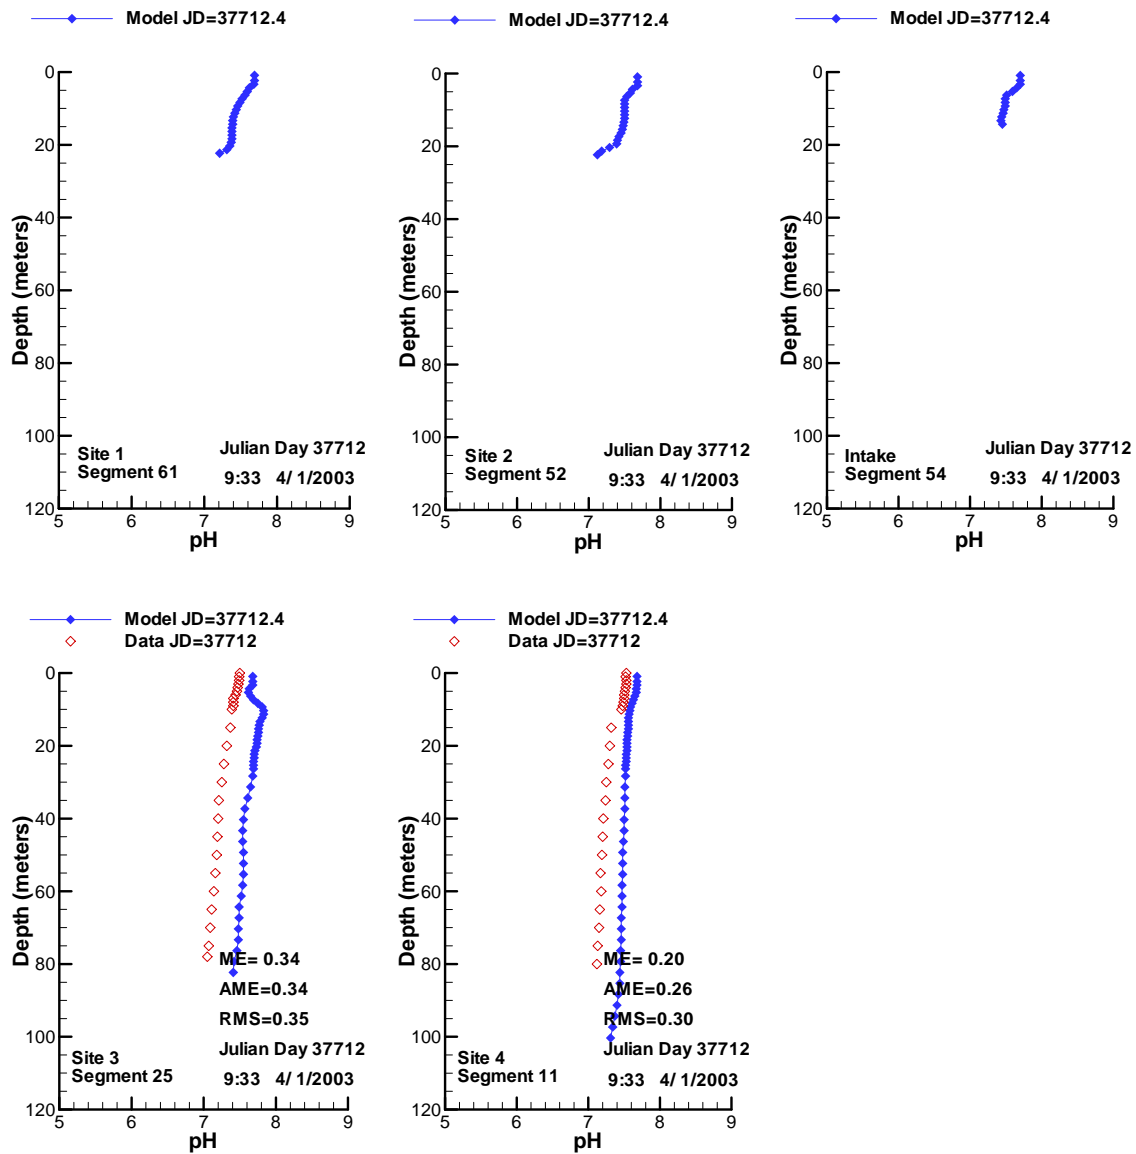 Model JD=37712.4
0
20
40
60
80
100
120
Depth (meters)
Site 1
Segment 61
Julian Day 37712
9:33 4/ 1/2003
5 6 7 8 9
pH
Model JD=37712.4
0
20
40
60
80
100
120
Depth (meters)
Site 2
Segment 52
Julian Day 37712
9:33 4/ 1/2003
5 6 7 8 9
pH
Model JD=37712.4
0
20
40
60
80
100
120
Depth (meters)
Intake
Segment 54
Julian Day 37712
9:33 4/ 1/2003
5 6 7 8 9
pH
Model JD=37712.4
Data JD=37712
0
20
40
60
80
100
120
Depth (meters)
ME= 0.34
AME=0.34
RMS=0.35
Site 3
Segment 25
Julian Day 37712
9:33 4/ 1/2003
5 6 7 8 9
pH
Model JD=37712.4
Data JD=37712
0
20
40
60
80
100
120
Depth (meters)
ME= 0.20
AME=0.26
RMS=0.30
Site 4
Segment 11
Julian Day 37712
9:33 4/ 1/2003
5 6 7 8 9
pH